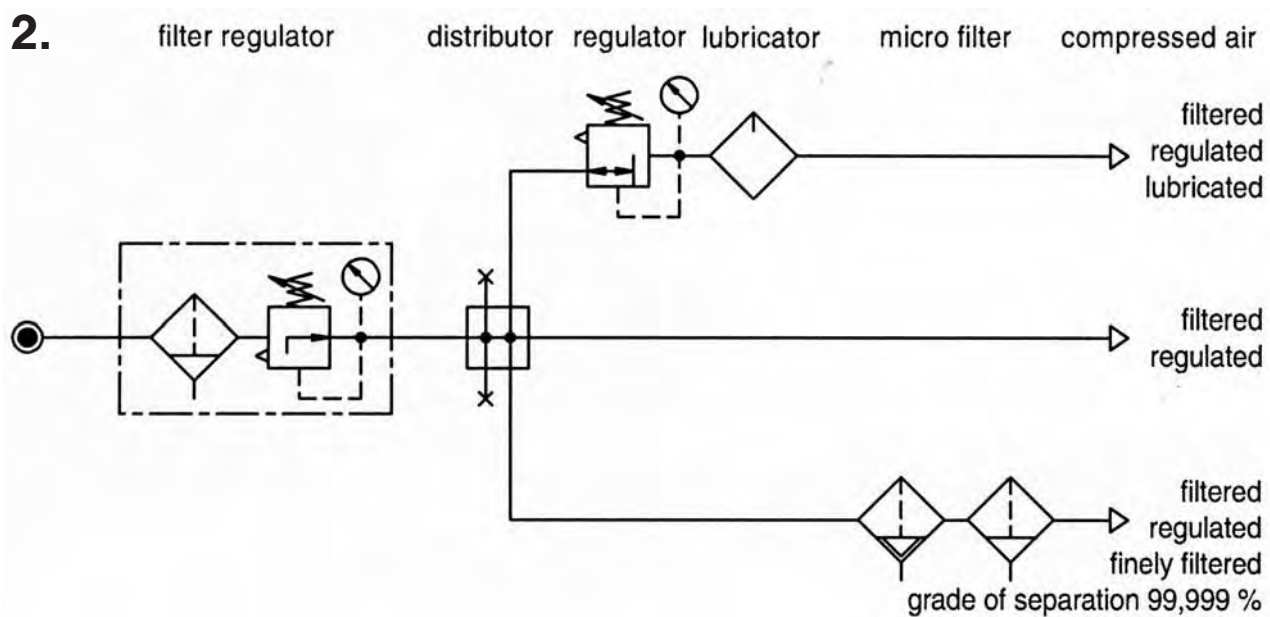 2.
filter regulator
distributor
regulator
lubricator
micro filter
compressed air
filtered
regulated
lubricated
filtered
regulated
filtered
regulated
finely filtered
grade of separation 99,999 %